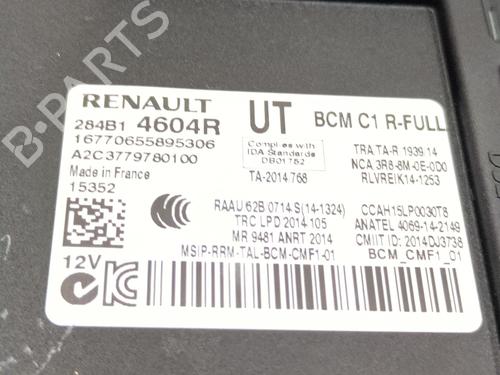 B-PARTS
RENAULT UT BCM C1 R-FULL
284B1 4604R
16770655895306
A2C3779780100
Made in France
15352
12V
Complies with
IDA Standards
DB01752
TA-2014/768
TRA TA-R 1939 14
NCA 3R8-8M-0E-0D0
RLVREIK14-1253
RAAU 62B 0714 S(14-1324)
TRC LPD 2014 105
MR 9481 ANRT 2014
MSIP-RRM-TAL-BCM-CMF1-01
CCAH15LP0030T8
ANATEL 4069-14-2149
CMIIT ID: 2014DJ3738
BCM_CMF1_01